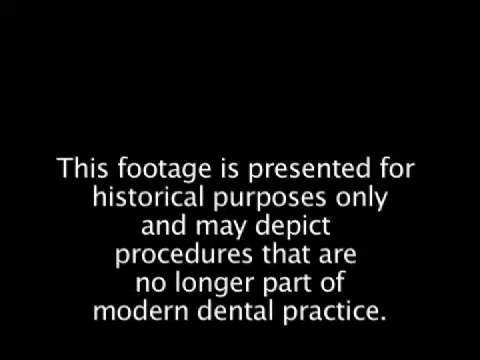 This footage is presented for
historical purposes only
and may depict
procedures that are
no longer part of
modern dental practice.